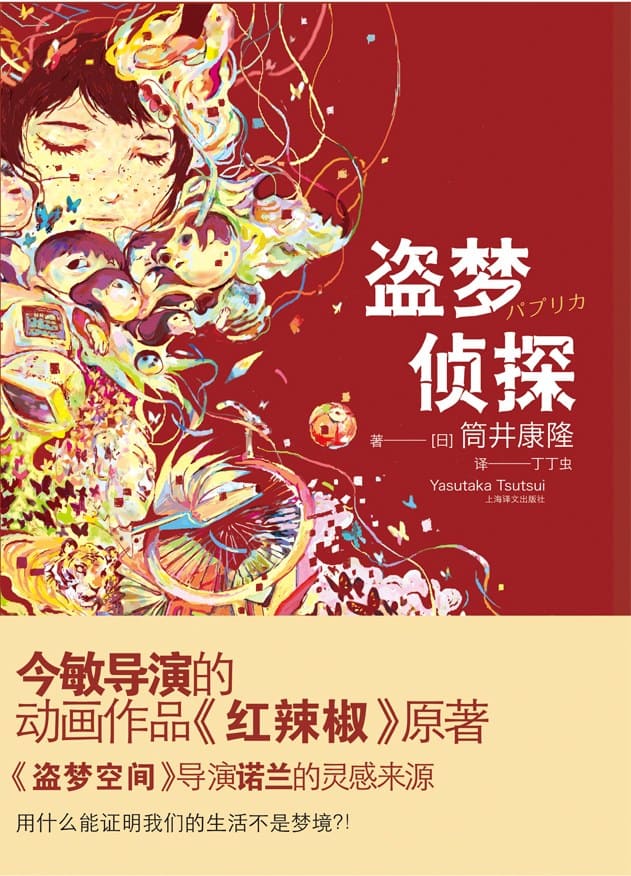 盗梦
パプリカ
侦探
著——[日]筒井康隆
译——丁丁虫
Yasutaka Tsutsui
上海译文出版社
今敏导演的
动画作品《红辣椒》原著
《盗梦空间》导演诺兰的灵感来源
用什么能证明我们的生活不是梦境?!